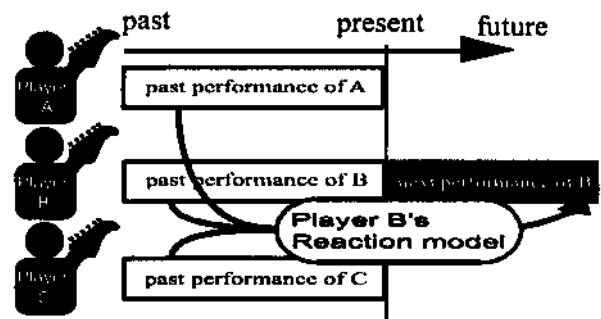 past present future
Player A
past performance of A
Player B
past performance of B next performance of B
Player B's
Reaction model
Player C
past performance of C